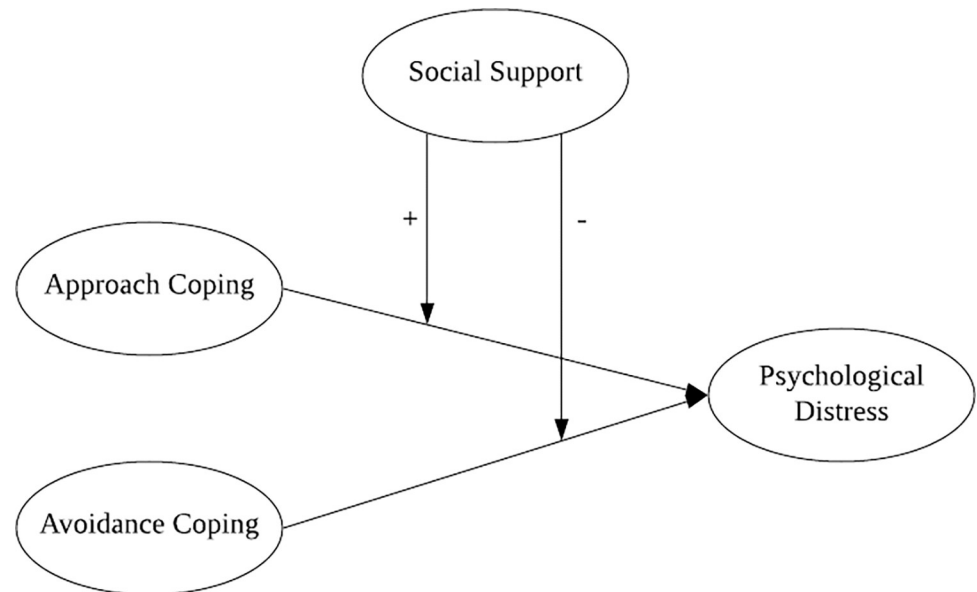 Social Support
+
-
Approach Coping
Psychological
Distress
Avoidance Coping